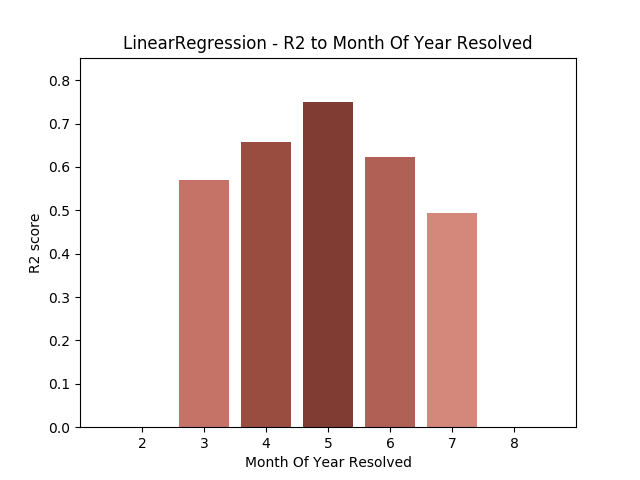 LinearRegression - R2 to Month Of Year Resolved
0.8
0.7
0.6
0.5
0.4
0.3
0.2
0.1
0.0
R2 score
2 3 4 5 6 7 8
Month Of Year Resolved